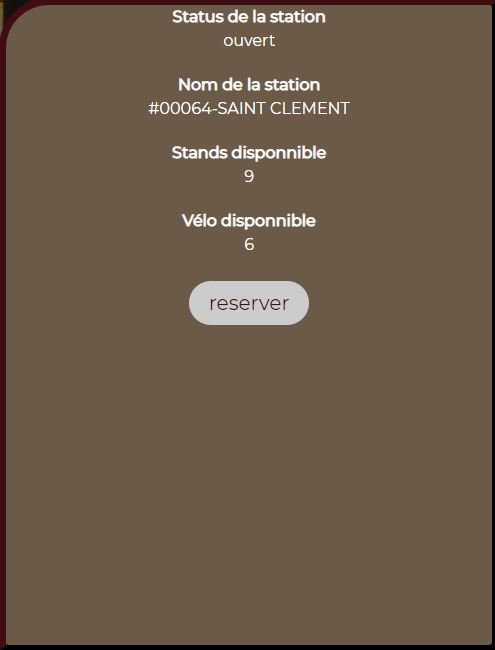 Status de la station
ouvert
Nom de la station
#00064-SAINT CLEMENT
Stands disponnible
9
Vélo disponnible
6
reserver